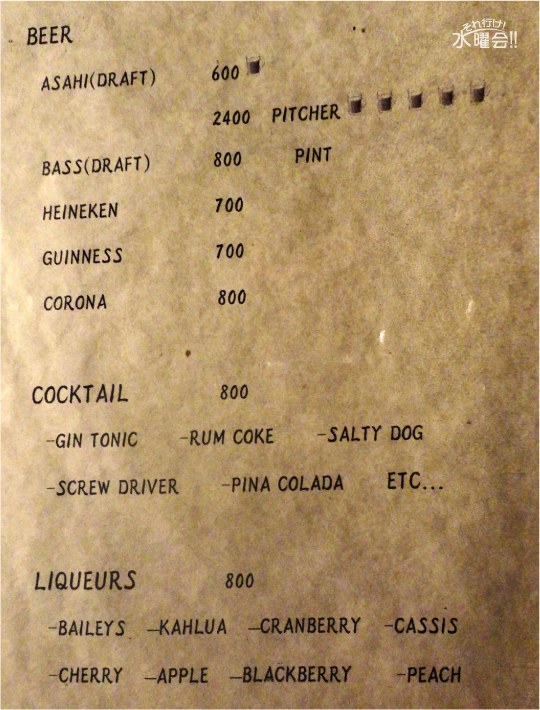 それ行け!
水曜会!!
BEER
ASAHI(DRAFT) 600
2400 PITCHER
BASS(DRAFT) 800 PINT
HEINEKEN 700
GUINNESS 700
CORONA 800
COCKTAIL 800
-GIN TONIC -RUM COKE -SALTY DOG
-SCREW DRIVER -PINA COLADA ETC...
LIQUEURS 800
-BAILEYS -KAHLUA -CRANBERRY -CASSIS
-CHERRY -APPLE -BLACKBERRY -PEACH